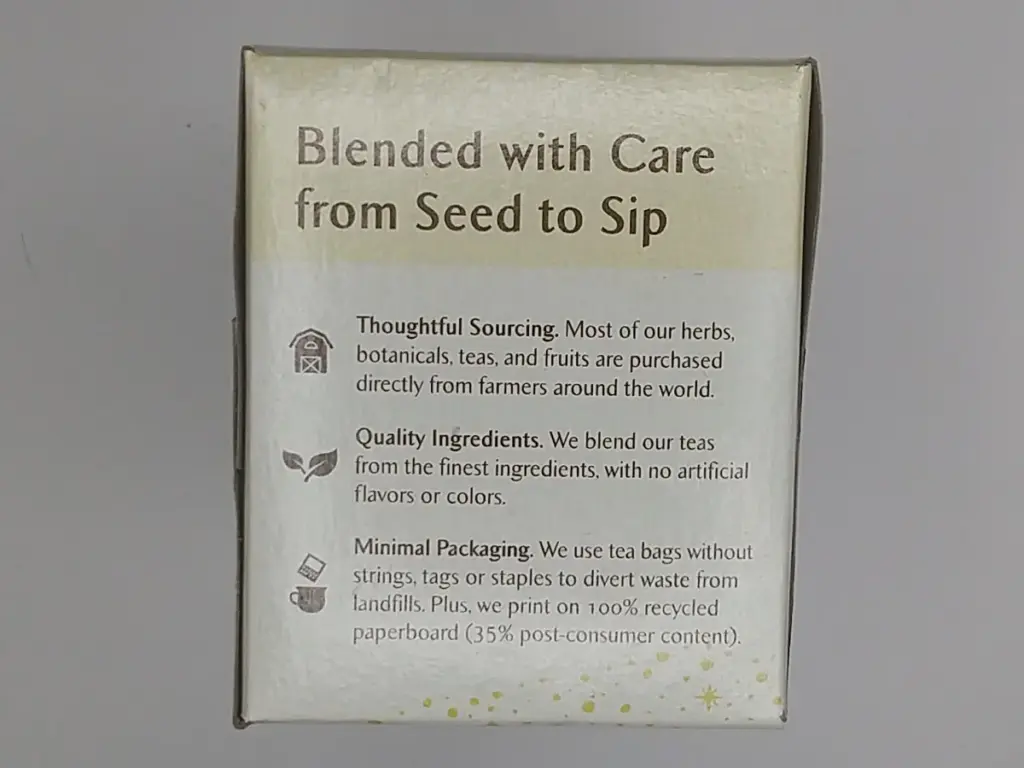 Blended with Care
from Seed to Sip
Thoughtful Sourcing. Most of our herbs,
botanicals, teas, and fruits are purchased
directly from farmers around the world.
Quality Ingredients. We blend our teas
from the finest ingredients, with no artificial
flavors or colors.
Minimal Packaging. We use tea bags without
strings, tags or staples to divert waste from
landfills. Plus, we print on 100% recycled
paperboard (35% post-consumer content).